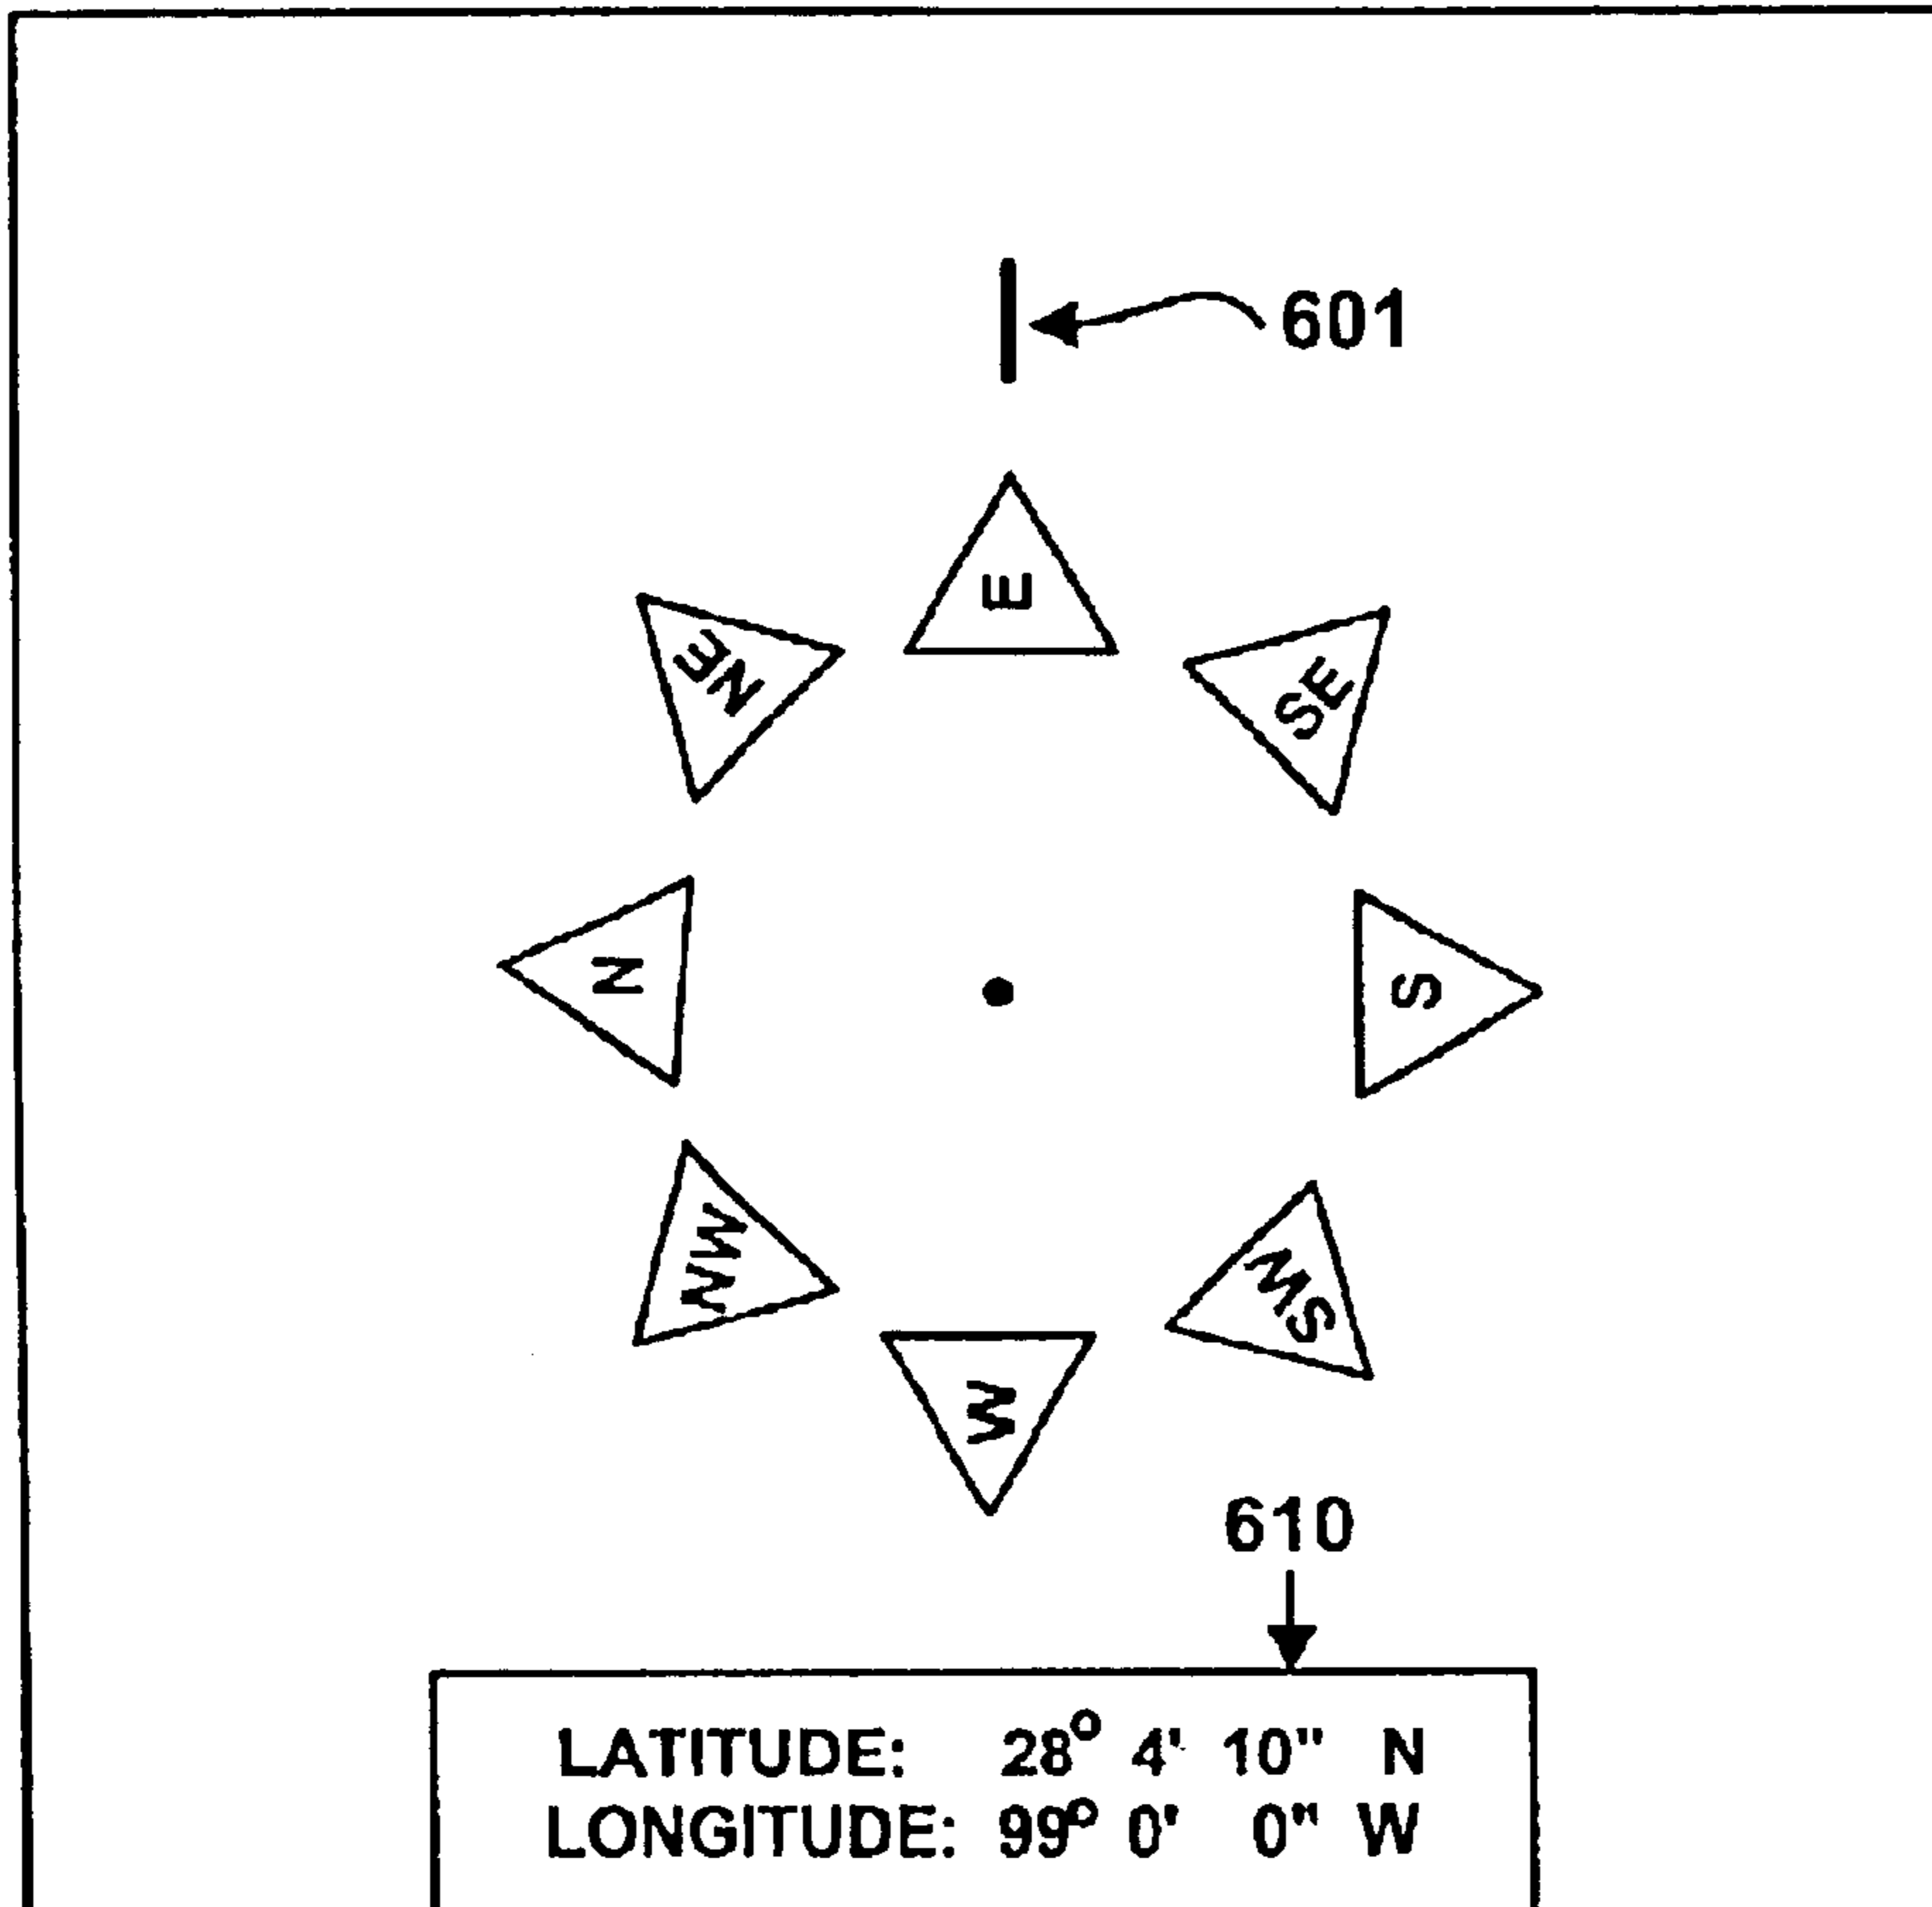 601
E
NE
SE
N
S
NW
SW
W
610
LATITUDE: 28° 4' 10" N
LONGITUDE: 99° 0' 0" W